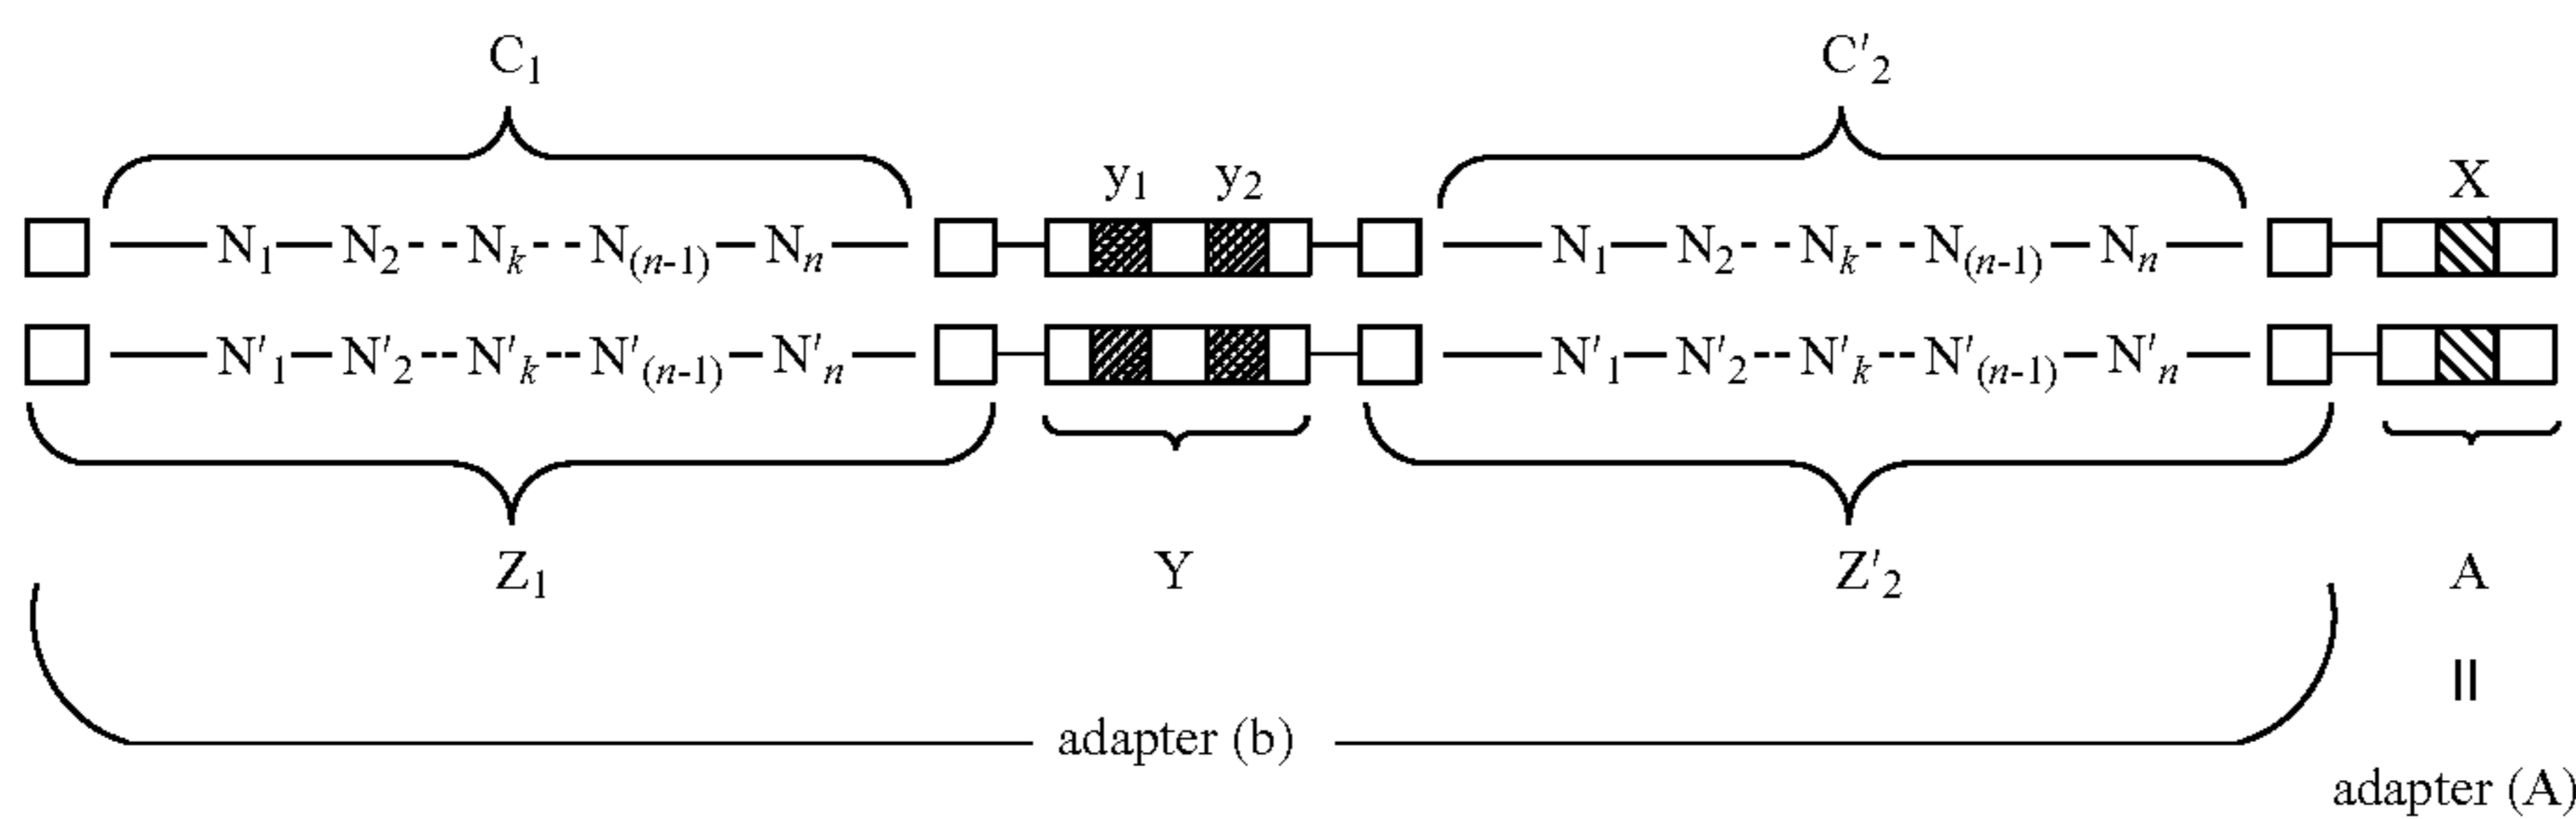 C₁ C′₂
y₁ y₂ X
N₁—N₂--Nₖ--N₍ₙ₋₁₎—Nₙ N₁—N₂--Nₖ--N₍ₙ₋₁₎—Nₙ
N′₁—N′₂--N′ₖ--N′₍ₙ₋₁₎—N′ₙ N′₁—N′₂--N′ₖ--N′₍ₙ₋₁₎—N′ₙ
Z₁ Y Z′₂ A
=
adapter (b)
adapter (A)